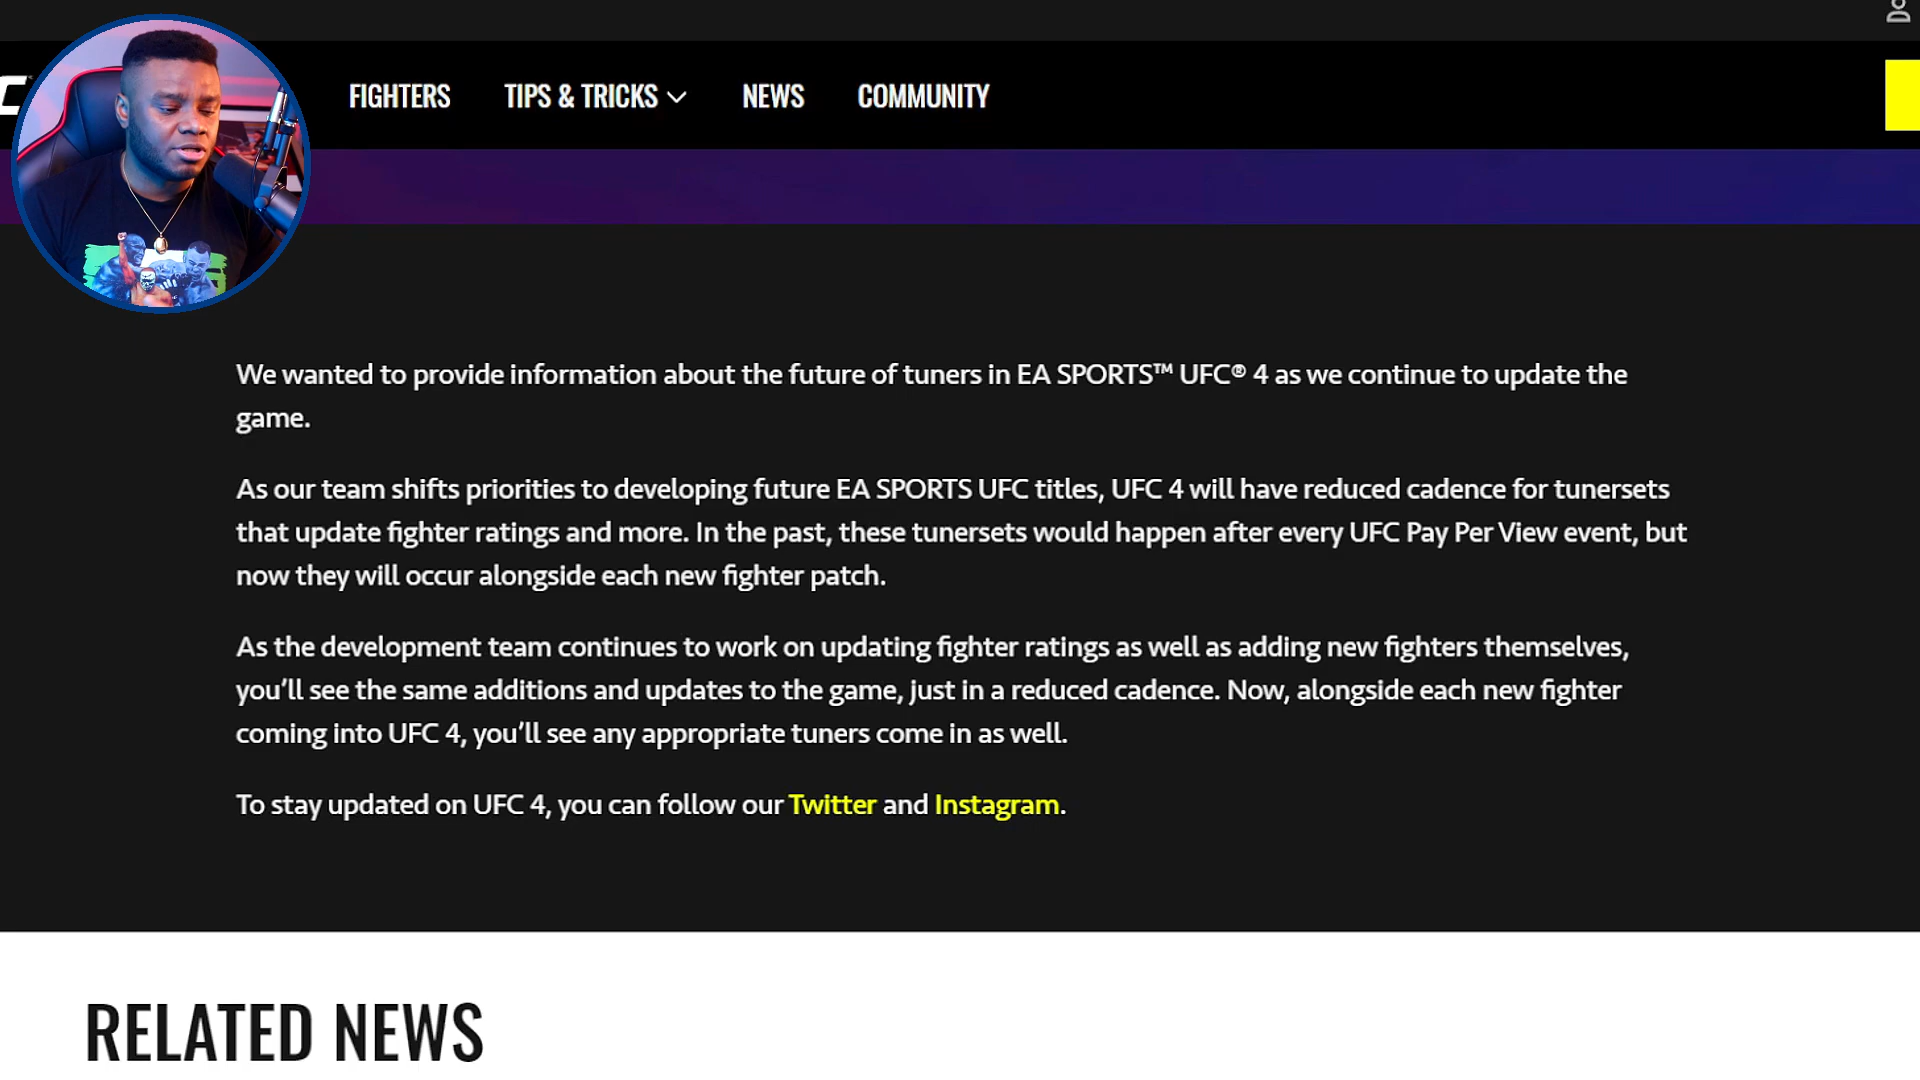 FIGHTERS TIPS & TRICKS NEWS COMMUNITY
We wanted to provide information about the future of tuners in EA SPORTS™ UFC® 4 as we continue to update the
game.
As our team shifts priorities to developing future EA SPORTS UFC titles, UFC 4 will have reduced cadence for tunersets
that update fighter ratings and more. In the past, these tunersets would happen after every UFC Pay Per View event, but
now they will occur alongside each new fighter patch.
As the development team continues to work on updating fighter ratings as well as adding new fighters themselves,
you’ll see the same additions and updates to the game, just in a reduced cadence. Now, alongside each new fighter
coming into UFC 4, you’ll see any appropriate tuners come in as well.
To stay updated on UFC 4, you can follow our Twitter and Instagram.
RELATED NEWS